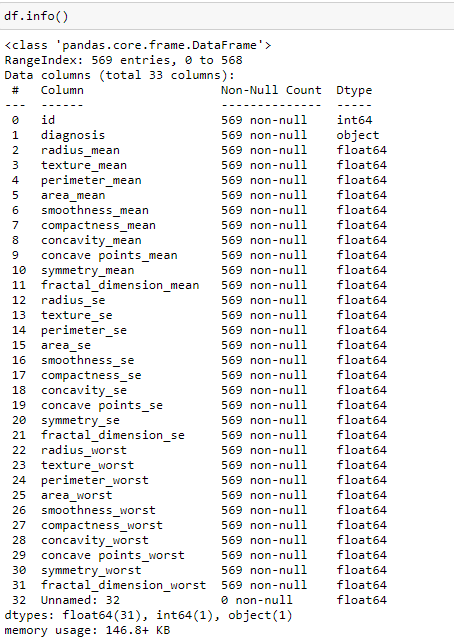 df.info()
<class 'pandas.core.frame.DataFrame'>
RangeIndex: 569 entries, 0 to 568
Data columns (total 33 columns):
 #   Column                   Non-Null Count  Dtype
---  ------                   --------------  -----
 0   id                       569 non-null    int64
 1   diagnosis                569 non-null    object
 2   radius_mean              569 non-null    float64
 3   texture_mean             569 non-null    float64
 4   perimeter_mean           569 non-null    float64
 5   area_mean                569 non-null    float64
 6   smoothness_mean          569 non-null    float64
 7   compactness_mean         569 non-null    float64
 8   concavity_mean           569 non-null    float64
 9   concave points_mean      569 non-null    float64
 10  symmetry_mean            569 non-null    float64
 11  fractal_dimension_mean   569 non-null    float64
 12  radius_se                569 non-null    float64
 13  texture_se               569 non-null    float64
 14  perimeter_se             569 non-null    float64
 15  area_se                  569 non-null    float64
 16  smoothness_se            569 non-null    float64
 17  compactness_se           569 non-null    float64
 18  concavity_se             569 non-null    float64
 19  concave points_se        569 non-null    float64
 20  symmetry_se              569 non-null    float64
 21  fractal_dimension_se     569 non-null    float64
 22  radius_worst             569 non-null    float64
 23  texture_worst            569 non-null    float64
 24  perimeter_worst          569 non-null    float64
 25  area_worst               569 non-null    float64
 26  smoothness_worst         569 non-null    float64
 27  compactness_worst        569 non-null    float64
 28  concavity_worst          569 non-null    float64
 29  concave points_worst     569 non-null    float64
 30  symmetry_worst           569 non-null    float64
 31  fractal_dimension_worst  569 non-null    float64
 32  Unnamed: 32              0 non-null      float64
dtypes: float64(31), int64(1), object(1)
memory usage: 146.8+ KB